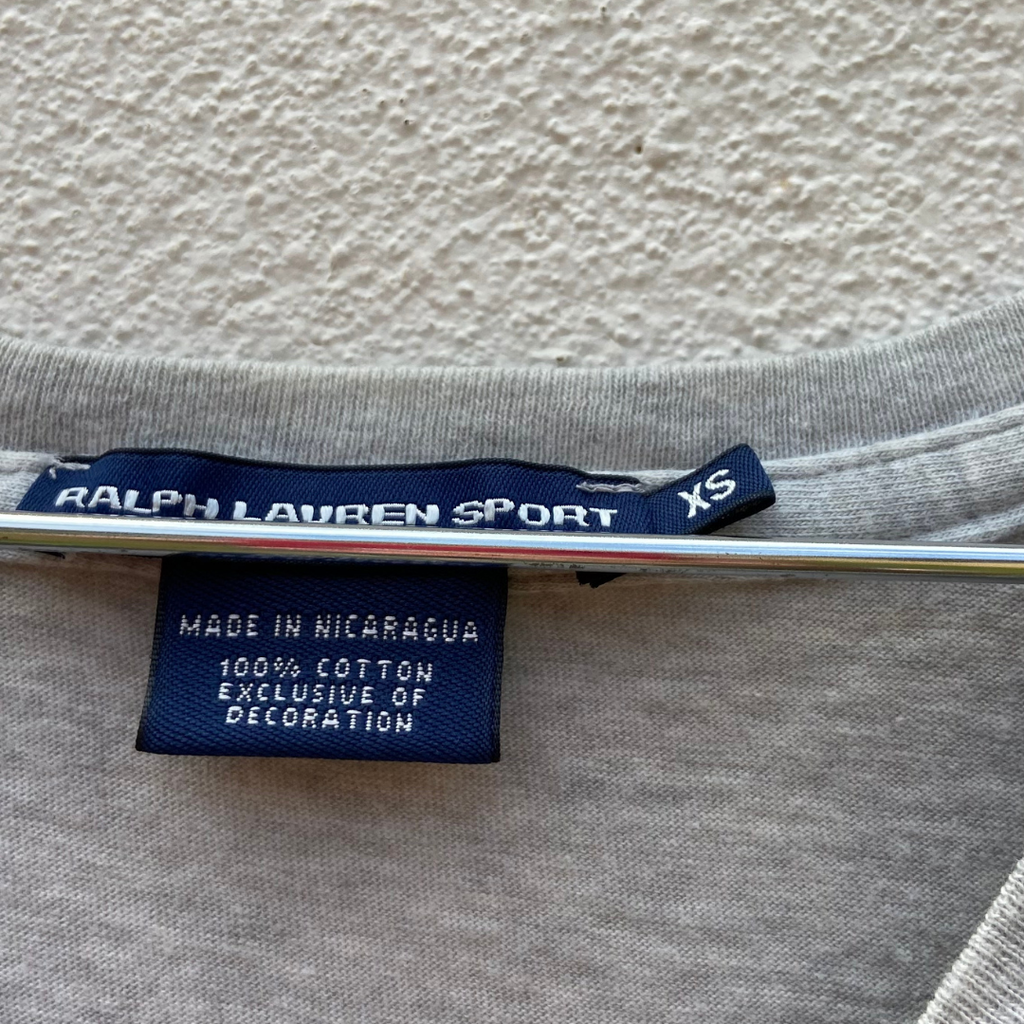 RALPH LAUREN SPORT
XS
MADE IN NICARAGUA
100% COTTON
EXCLUSIVE OF
DECORATION